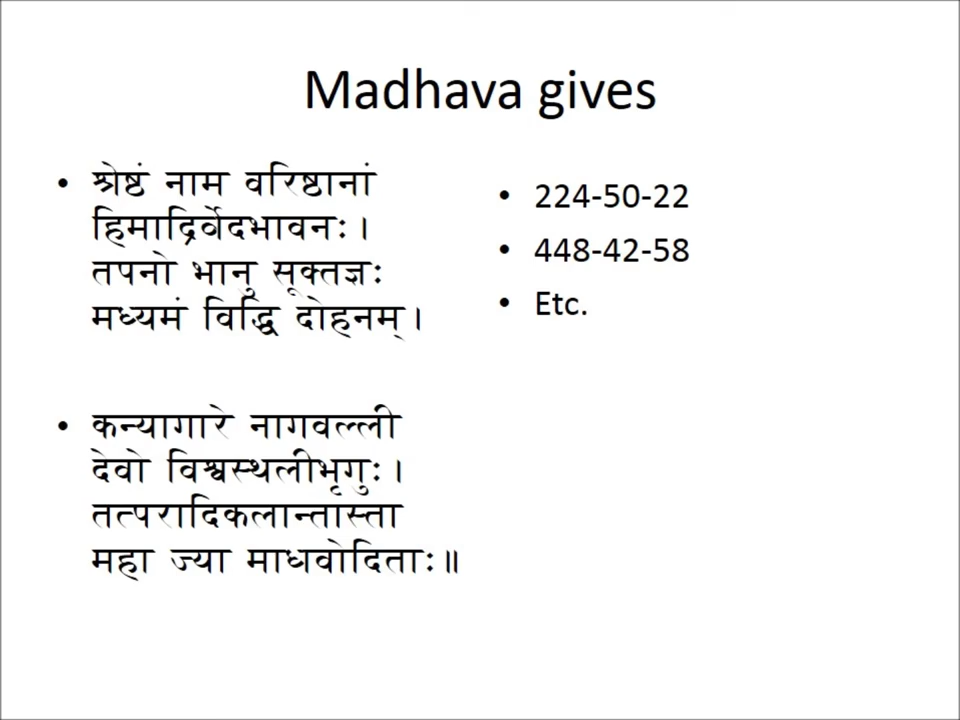 Madhava gives
• श्रेष्ठं नाम वरिष्ठानां
हिमाद्रिर्वेदभावनः ।
तपनो भानु सूक्तज्ञः
मध्यमं विद्धि दोहनम् ।
• कन्यागारे नागवल्ली
देवो विश्वस्थलीभृगुः ।
तत्परादिकलान्तास्ता
महा ज्या माधवोदिताः ॥
• 224-50-22
• 448-42-58
• Etc.